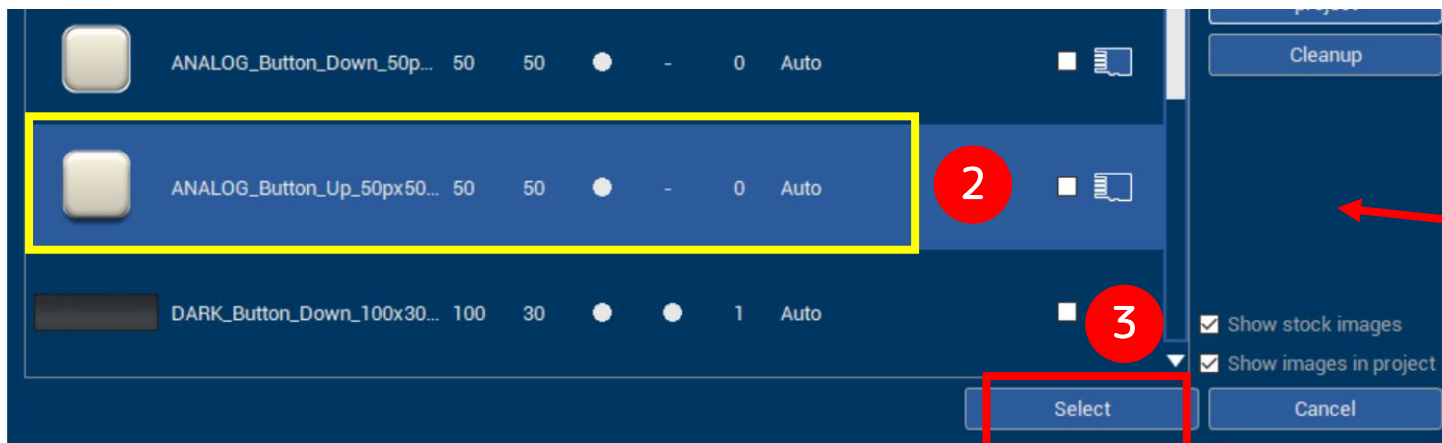 ANALOG_Button_Down_50p... 50 50 - 0 Auto
Cleanup
ANALOG_Button_Up_50px50... 50 50 - 0 Auto
2
DARK_Button_Down_100x30... 100 30 1 Auto
3
Show stock images
Show images in project
Select
Cancel